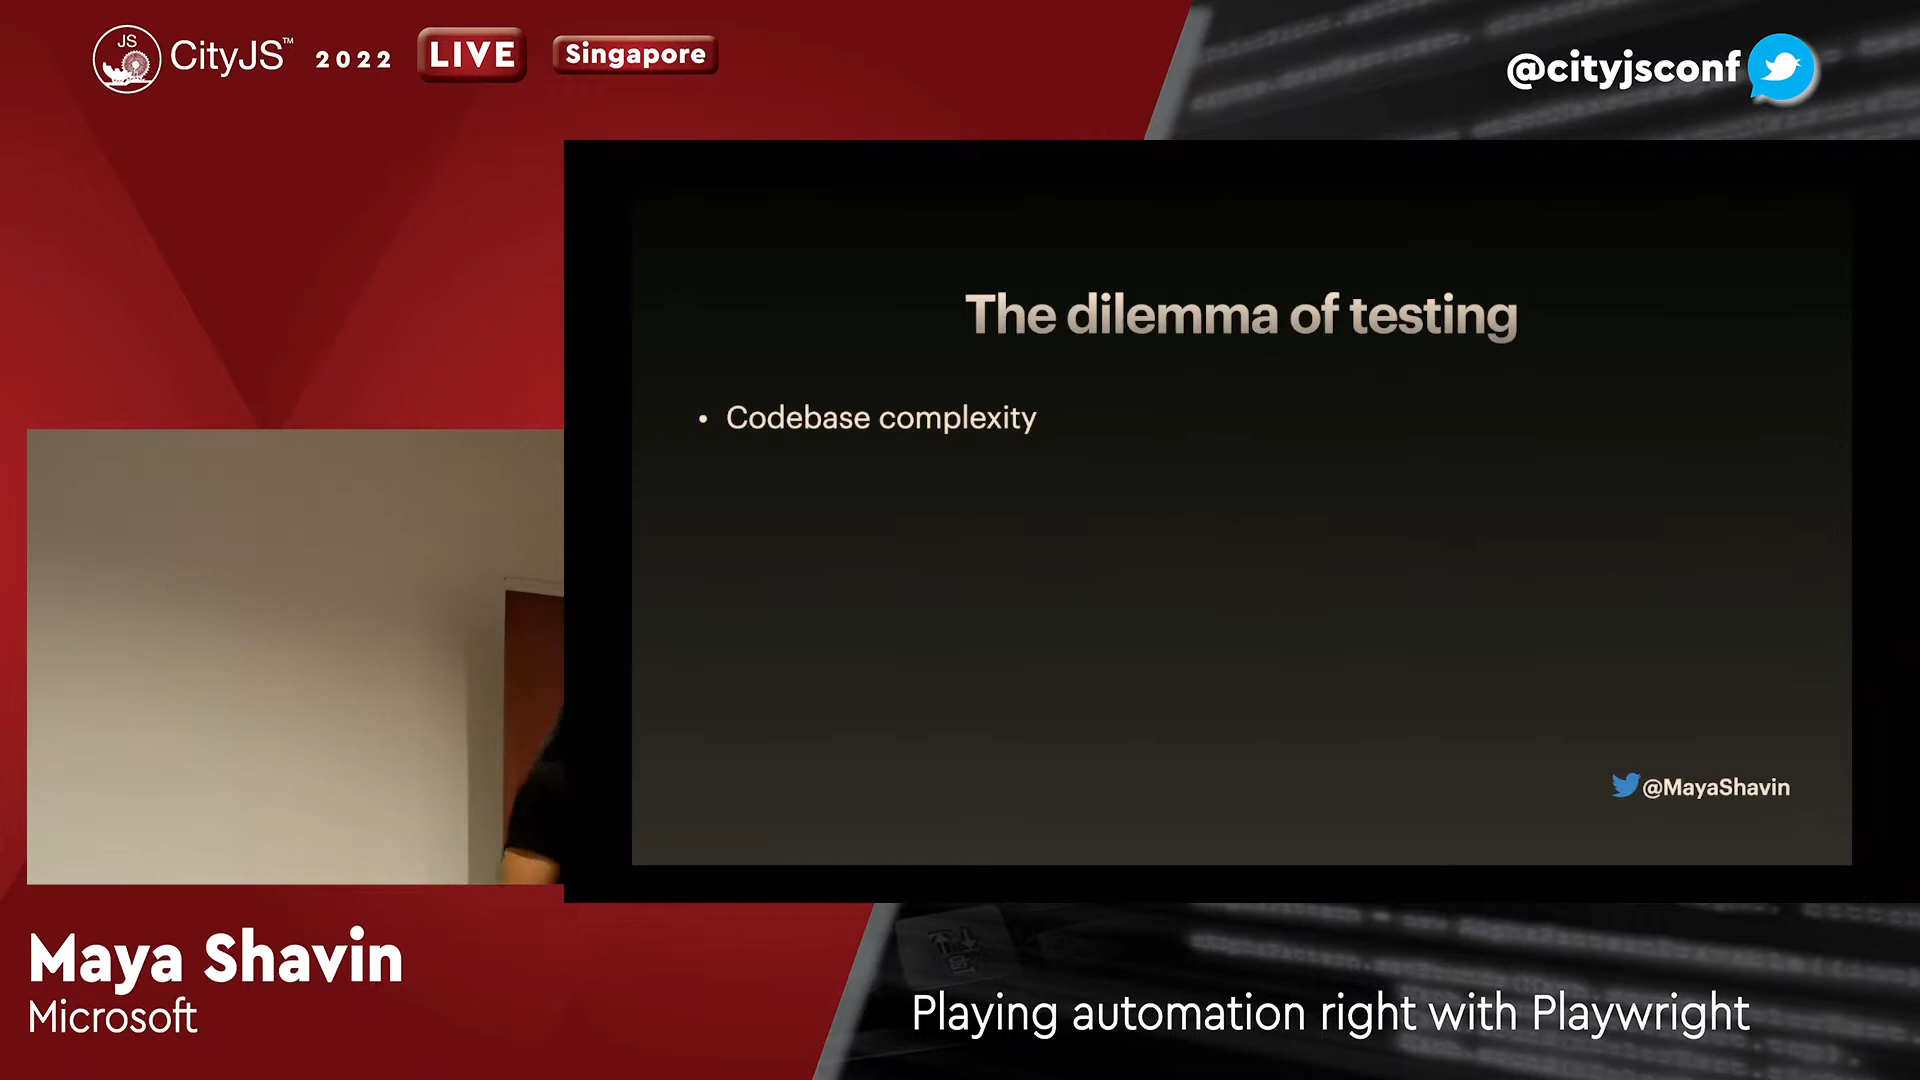 JS
CityJS™ 2022 LIVE Singapore
@cityjsconf
The dilemma of testing
• Codebase complexity
@MayaShavin
Maya Shavin
Microsoft
Playing automation right with Playwright